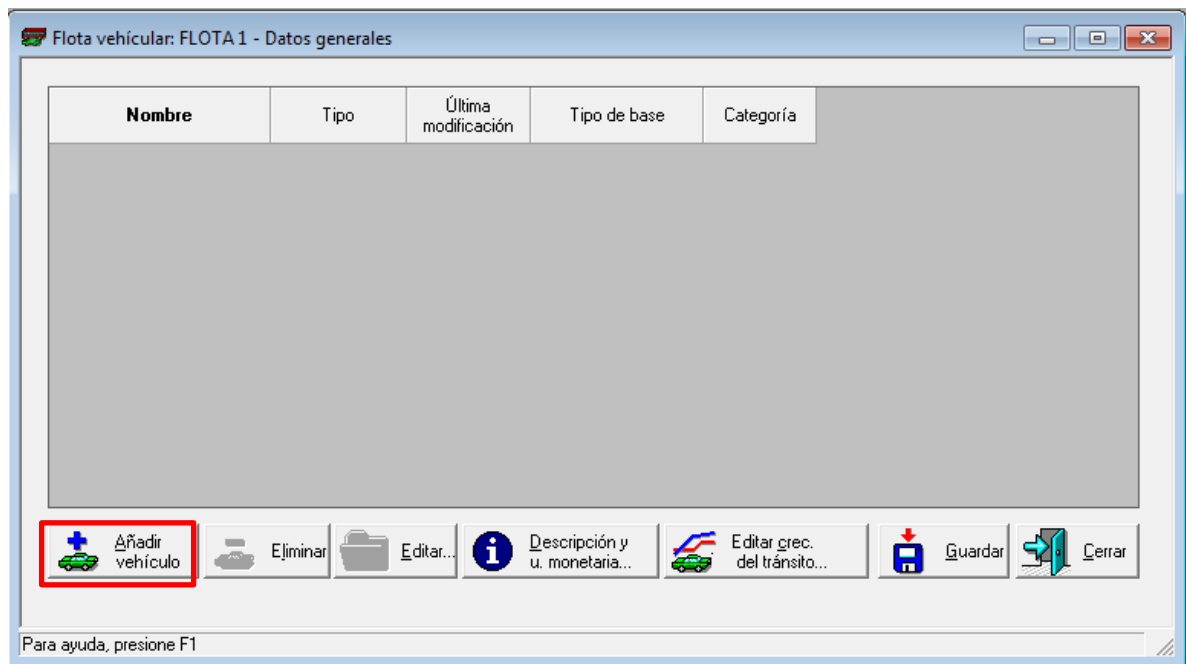 Flota vehícular: FLOTA 1 - Datos generales
Nombre
Tipo
Última
modificación
Tipo de base
Categoría
Añadir
vehículo
Eliminar
Editar...
Descripción y
u. monetaria...
Editar crec.
del tránsito...
Guardar
Cerrar
Para ayuda, presione F1